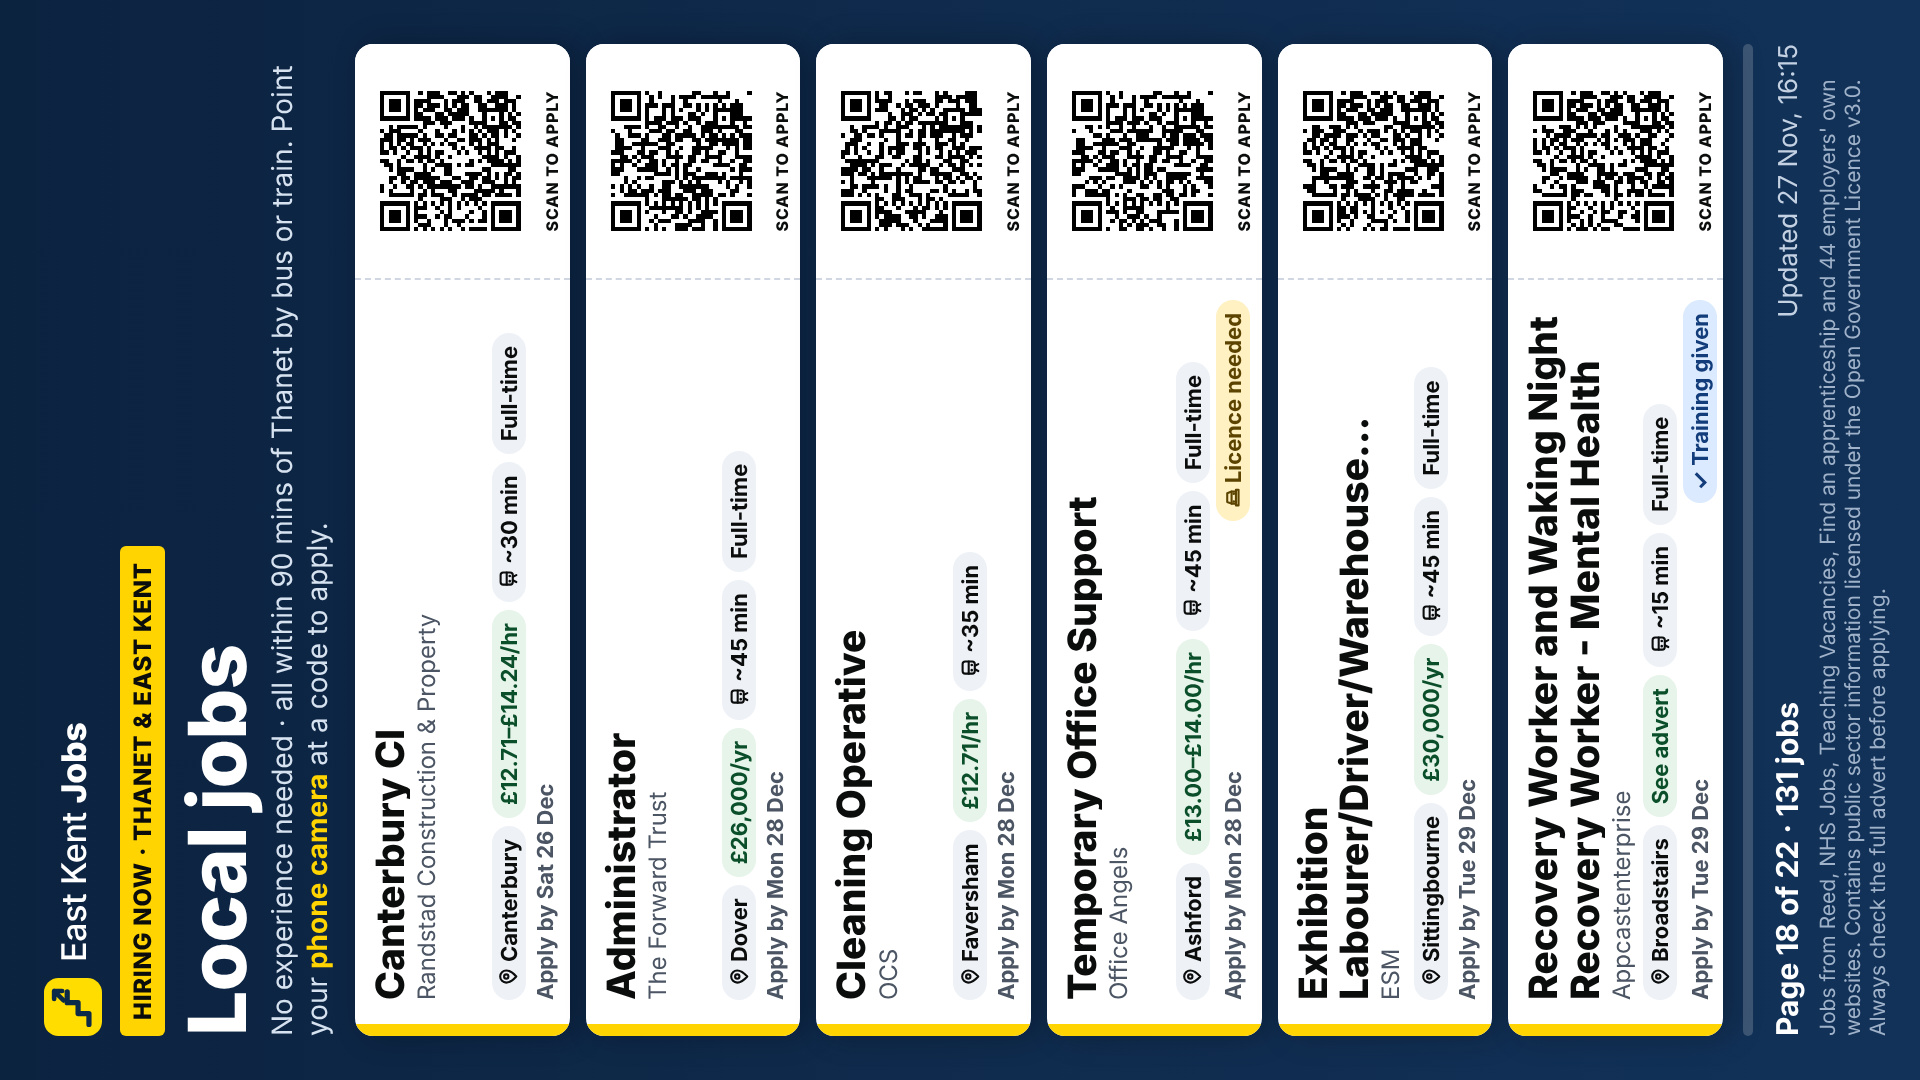 East Kent Jobs
HIRING NOW · THANET & EAST KENT
Local jobs
No experience needed · all within 90 mins of Thanet by bus or train. Point
your phone camera at a code to apply.
Canterbury CI
Randstad Construction & Property
Canterbury £12.71–£14.24/hr ~30 min Full-time
Apply by Sat 26 Dec
SCAN TO APPLY
Administrator
The Forward Trust
Dover £26,000/yr ~45 min Full-time
Apply by Mon 28 Dec
SCAN TO APPLY
Cleaning Operative
OCS
Faversham £12.71/hr ~35 min
Apply by Mon 28 Dec
SCAN TO APPLY
Temporary Office Support
Office Angels
Ashford £13.00–£14.00/hr ~45 min Full-time
Apply by Mon 28 Dec Licence needed
SCAN TO APPLY
Exhibition
Labourer/Driver/Warehouse...
ESM
Sittingbourne £30,000/yr ~45 min Full-time
Apply by Tue 29 Dec
SCAN TO APPLY
Recovery Worker and Waking Night
Recovery Worker - Mental Health
Appcastenterprise
Broadstairs See advert ~15 min Full-time
Apply by Tue 29 Dec Training given
SCAN TO APPLY
Page 18 of 22 · 131 jobs Updated 27 Nov, 16:15
Jobs from Reed, NHS Jobs, Teaching Vacancies, Find an apprenticeship and 44 employers' own
websites. Contains public sector information licensed under the Open Government Licence v3.0.
Always check the full advert before applying.